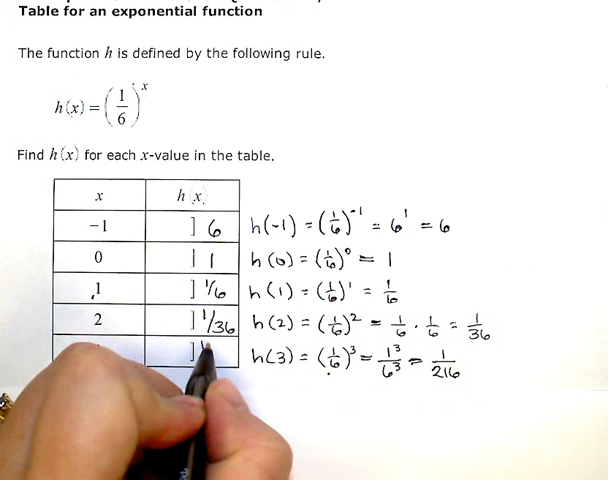 Table for an exponential function
The function h is defined by the following rule.
h(x) = (1/6)^x
Find h(x) for each x-value in the table.
x h(x)
−1 ] 6 h(-1) = (1/6)^-1 = 6^1 = 6
0 ] 1 h(0) = (1/6)^0 = 1
1 ] 1/6 h(1) = (1/6)^1 = 1/6
2 ] 1/36 h(2) = (1/6)^2 = 1/6 · 1/6 = 1/36
h(3) = (1/6)^3 = 1^3/6^3 = 1/216